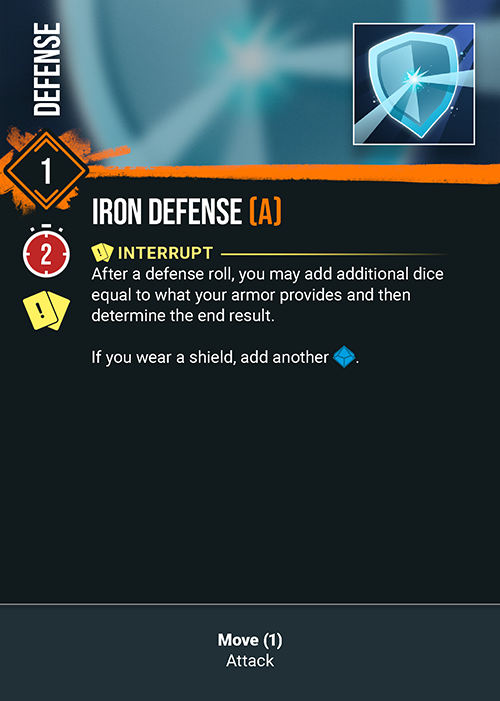 DEFENSE
1
IRON DEFENSE (A)
2
! INTERRUPT
!
After a defense roll, you may add additional dice
equal to what your armor provides and then
determine the end result.
If you wear a shield, add another .
Move (1)
Attack